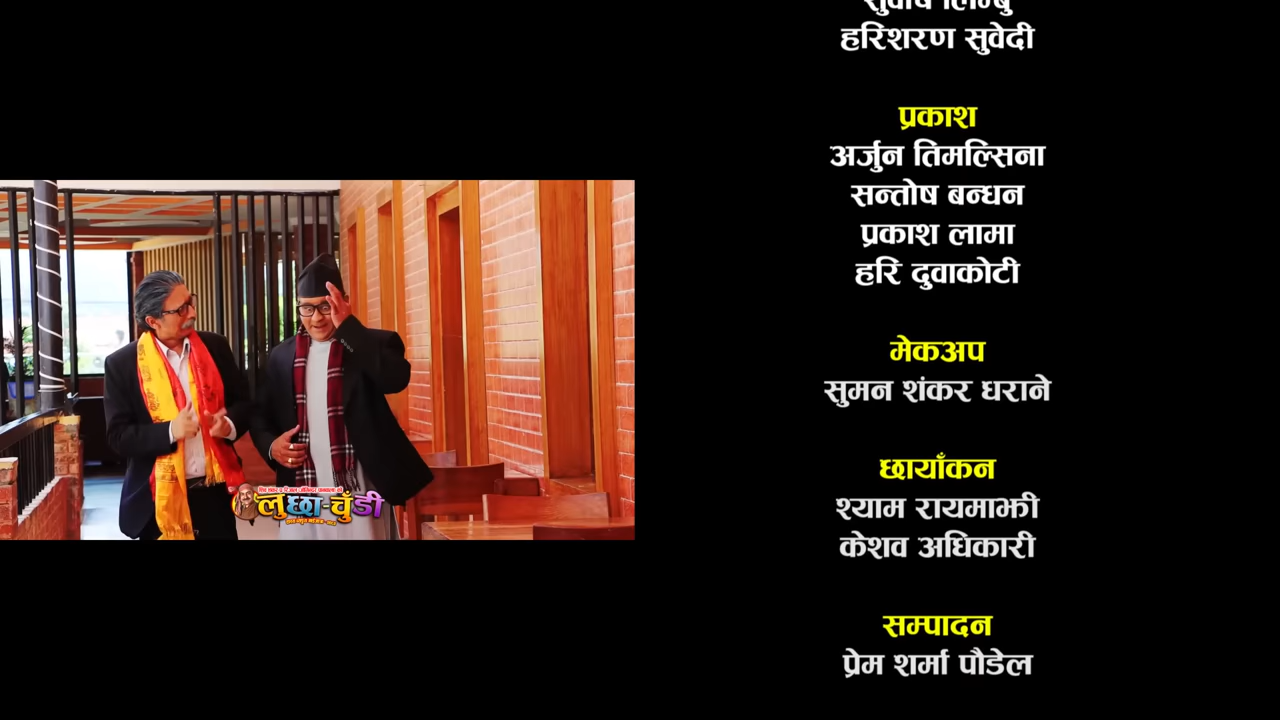 सुवाष लिम्बु
हरिशरण सुवेदी
प्रकाश
अर्जुन तिमल्सिना
सन्तोष बन्धन
प्रकाश लामा
हरि दुवाकोटी
मेकअप
सुमन शंकर धराने
छायाँकन
श्याम रायमाझी
केशव अधिकारी
सम्पादन
प्रेम शर्मा पौडेल
लुछा-चुँडी